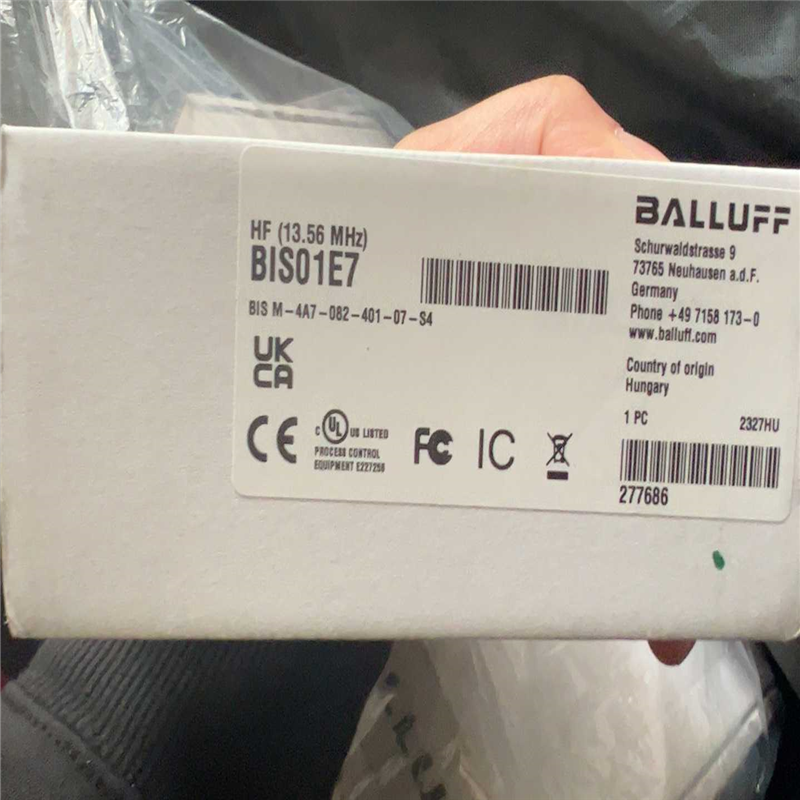 HF (13.56 MHz)
BIS01E7
BIS M-4A7-082-401-07-S4
UK
CA
CE
C UL US LISTED
PROCESS CONTROL
EQUIPMENT E227256
FC
IC
BALLUFF
Schurwaldstrasse 9
73765 Neuhausen a.d.F.
Germany
Phone +49 7158 173-0
www.balluff.com
Country of origin
Hungary
1 PC 2327HU
277686